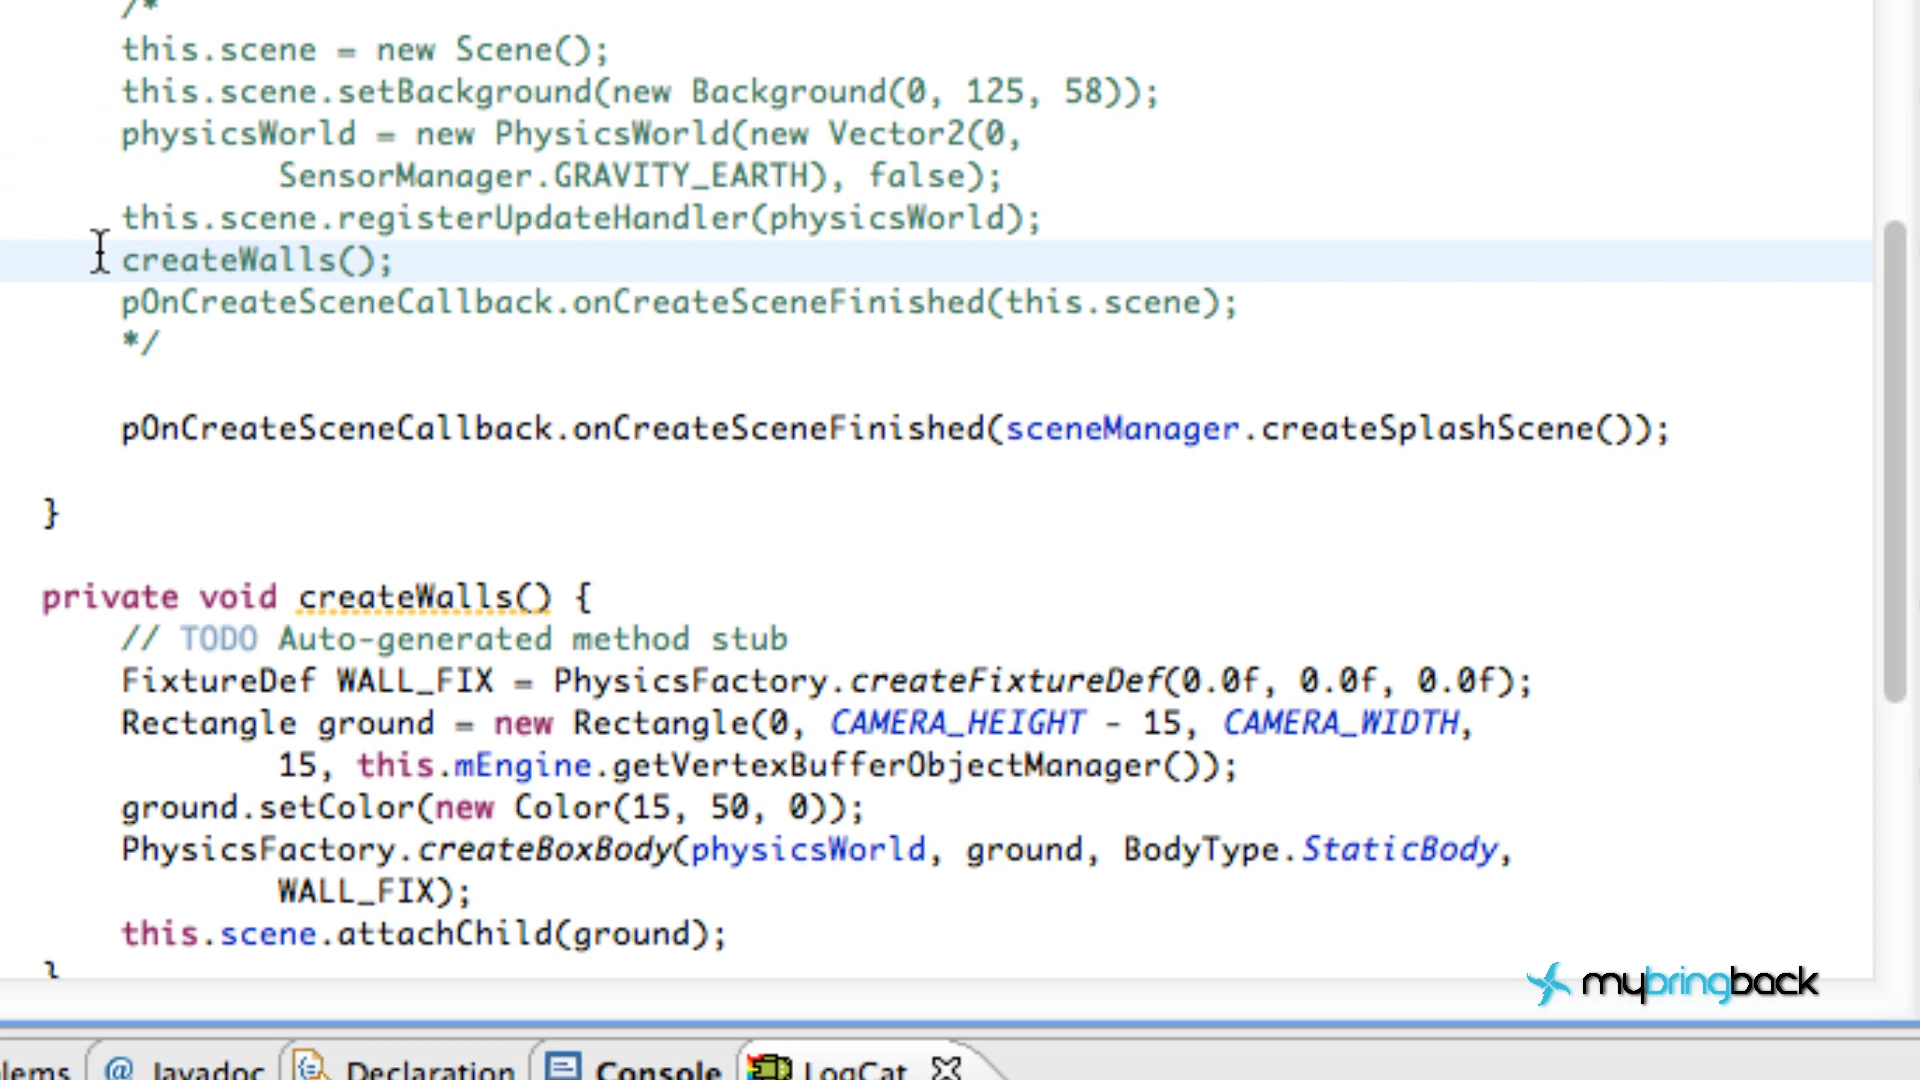 /*
this.scene = new Scene();
this.scene.setBackground(new Background(0, 125, 58));
physicsWorld = new PhysicsWorld(new Vector2(0,
SensorManager.GRAVITY_EARTH), false);
this.scene.registerUpdateHandler(physicsWorld);
createWalls();
pOnCreateSceneCallback.onCreateSceneFinished(this.scene);
*/
pOnCreateSceneCallback.onCreateSceneFinished(sceneManager.createSplashScene());
}
private void createWalls() {
// TODO Auto-generated method stub
FixtureDef WALL_FIX = PhysicsFactory.createFixtureDef(0.0f, 0.0f, 0.0f);
Rectangle ground = new Rectangle(0, CAMERA_HEIGHT - 15, CAMERA_WIDTH,
15, this.mEngine.getVertexBufferObjectManager());
ground.setColor(new Color(15, 50, 0));
PhysicsFactory.createBoxBody(physicsWorld, ground, BodyType.StaticBody,
WALL_FIX);
this.scene.attachChild(ground);
}
mybringback
lems @ Javadoc Declaration Console LogCat